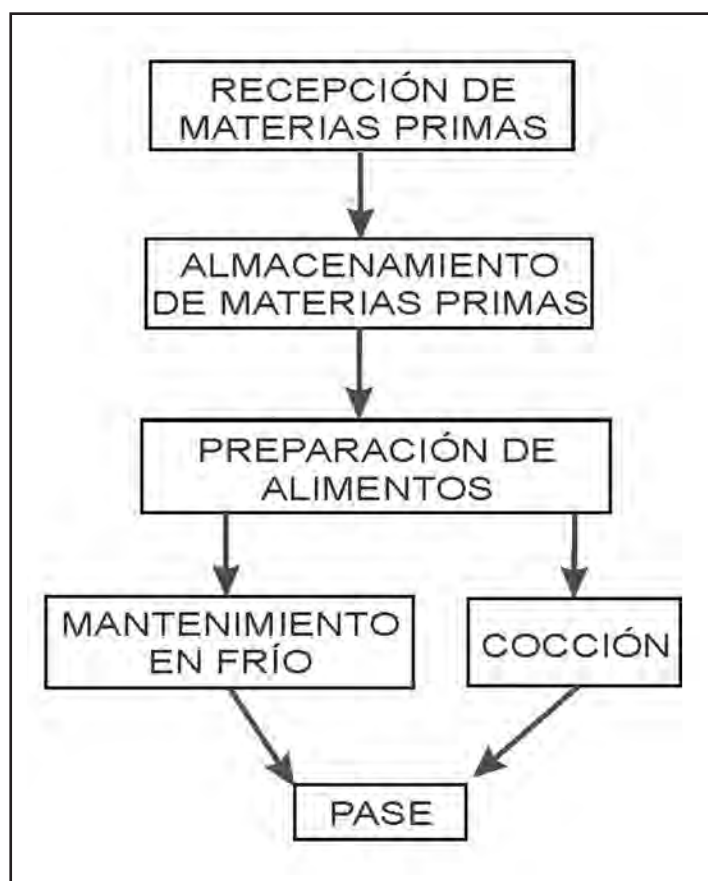 RECEPCIÓN DE
MATERIAS PRIMAS
ALMACENAMIENTO
DE MATERIAS PRIMAS
PREPARACIÓN DE
ALIMENTOS
MANTENIMIENTO
EN FRÍO
COCCIÓN
PASE